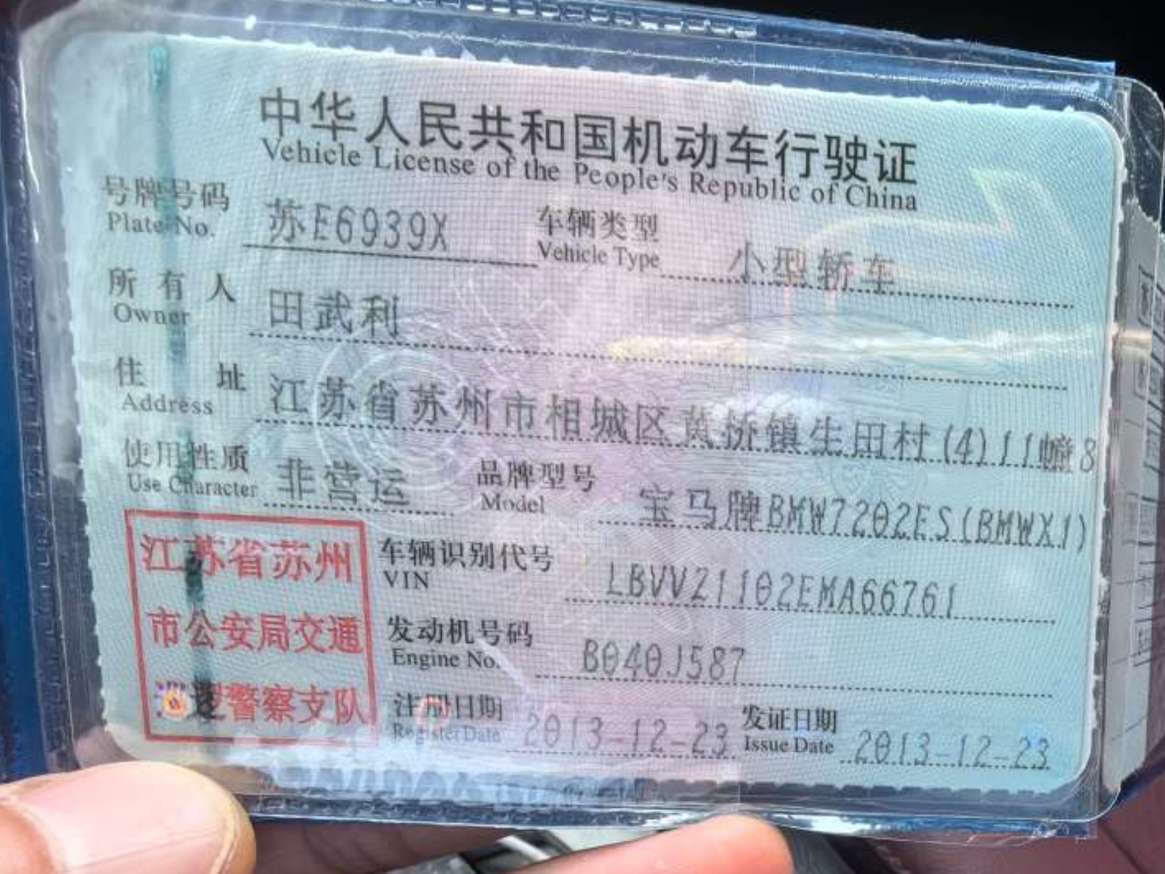 中华人民共和国机动车行驶证
Vehicle License of the People's Republic of China
号牌号码 苏E6939X 车辆类型 小型轿车
Plate No. Vehicle Type
所有人 田武利
Owner
住址 江苏省苏州市相城区黄桥镇生田村(4)11幢8
Address
使用性质 非营运 品牌型号 宝马牌BMW7202ES(BMWX1)
Use Character Model
江苏省苏州
市公安局交通
警察支队
车辆识别代号 LBVVZ1102EMA66761
VIN
发动机号码 B040J587
Engine No.
注册日期 2013-12-23 发证日期 2013-12-23
Register Date Issue Date